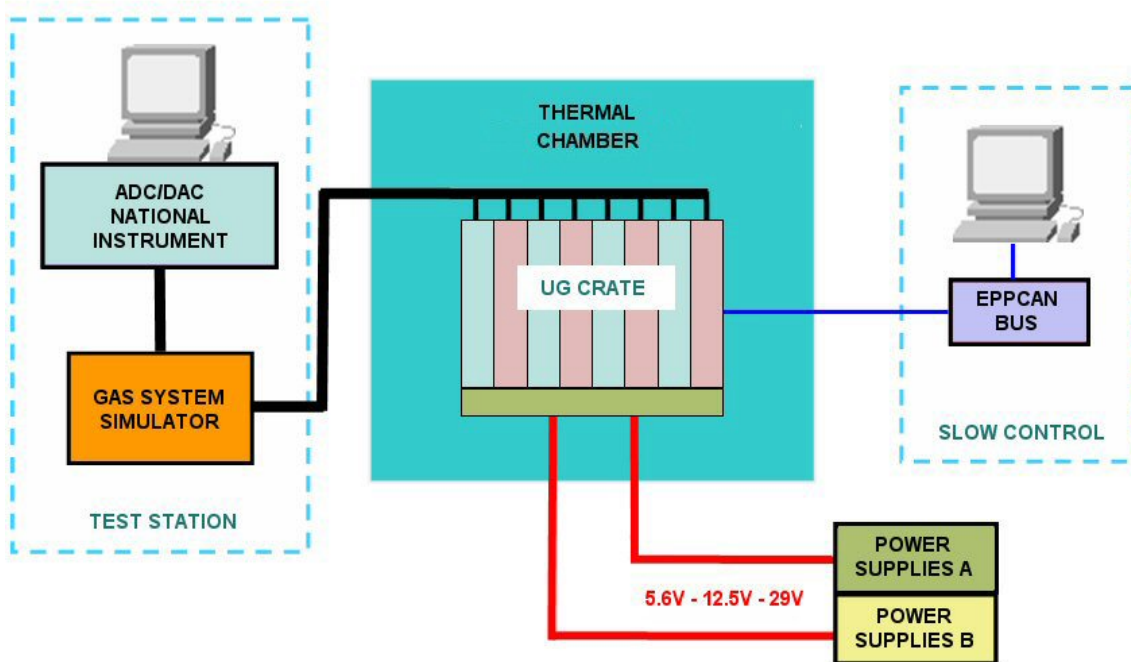 THERMAL
CHAMBER
ADC/DAC
NATIONAL
INSTRUMENT
UG CRATE
EPPCAN
BUS
GAS SYSTEM
SIMULATOR
SLOW CONTROL
TEST STATION
POWER
SUPPLIES A
5.6V - 12.5V - 29V
POWER
SUPPLIES B